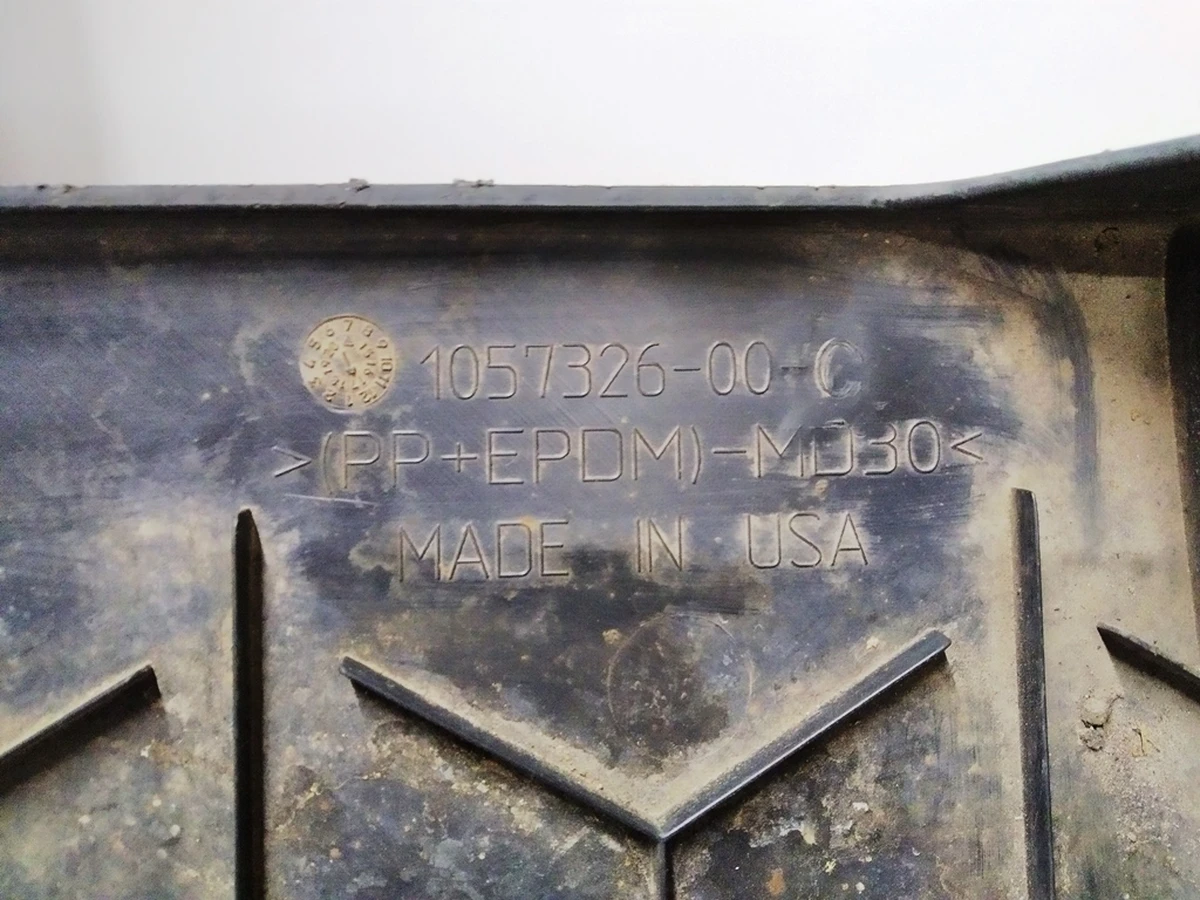 1057326-00-C
>(PP+EPDM)-MD30<
MADE IN USA